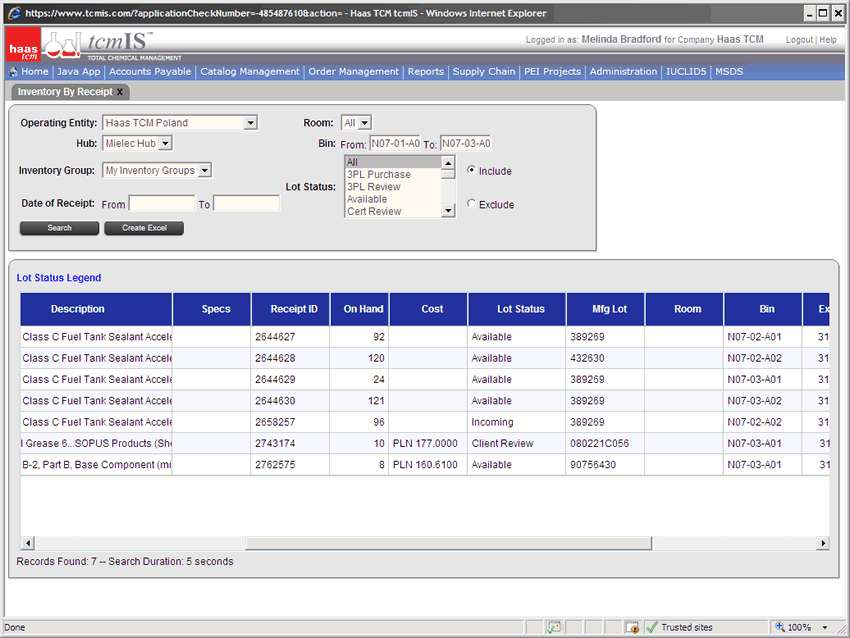 https://www.tcmis.com/?applicationCheckNumber=-485487610&action= - Haas TCM tcmIS - Windows Internet Explorer
haas tcm
tcmIS™
TOTAL CHEMICAL MANAGEMENT
Logged in as: Melinda Bradford for Company Haas TCM Logout | Help
Home | Java App | Accounts Payable | Catalog Management | Order Management | Reports | Supply Chain | PEI Projects | Administration | IUCLID5 | MSDS
Inventory By Receipt X
Operating Entity: Haas TCM Poland Room: All
Hub: Mielec Hub Bin: From: N07-01-A0 To: N07-03-A0
Inventory Group: My Inventory Groups Lot Status: All
3PL Purchase
3PL Review
Available
Cert Review
Include
Exclude
Date of Receipt: From To
Search Create Excel
Lot Status Legend
Description Specs Receipt ID On Hand Cost Lot Status Mfg Lot Room Bin Ex
Class C Fuel Tank Sealant Accele 2644627 92 Available 389269 N07-02-A01 31
Class C Fuel Tank Sealant Accele 2644628 120 Available 432630 N07-02-A02 31
Class C Fuel Tank Sealant Accele 2644629 24 Available 389269 N07-03-A01 31
Class C Fuel Tank Sealant Accele 2644630 121 Available 389269 N07-03-A02 31
Class C Fuel Tank Sealant Accele 2658257 96 Incoming 389269 N07-02-A02 31
l Grease 6...SOPUS Products (She 2743174 10 PLN 177.0000 Client Review 080221C056 N07-03-A01 31
B-2, Part B, Base Component (mi 2762575 8 PLN 160.6100 Available 90756430 N07-03-A01 31
Records Found: 7 -- Search Duration: 5 seconds
Done Trusted sites 100%